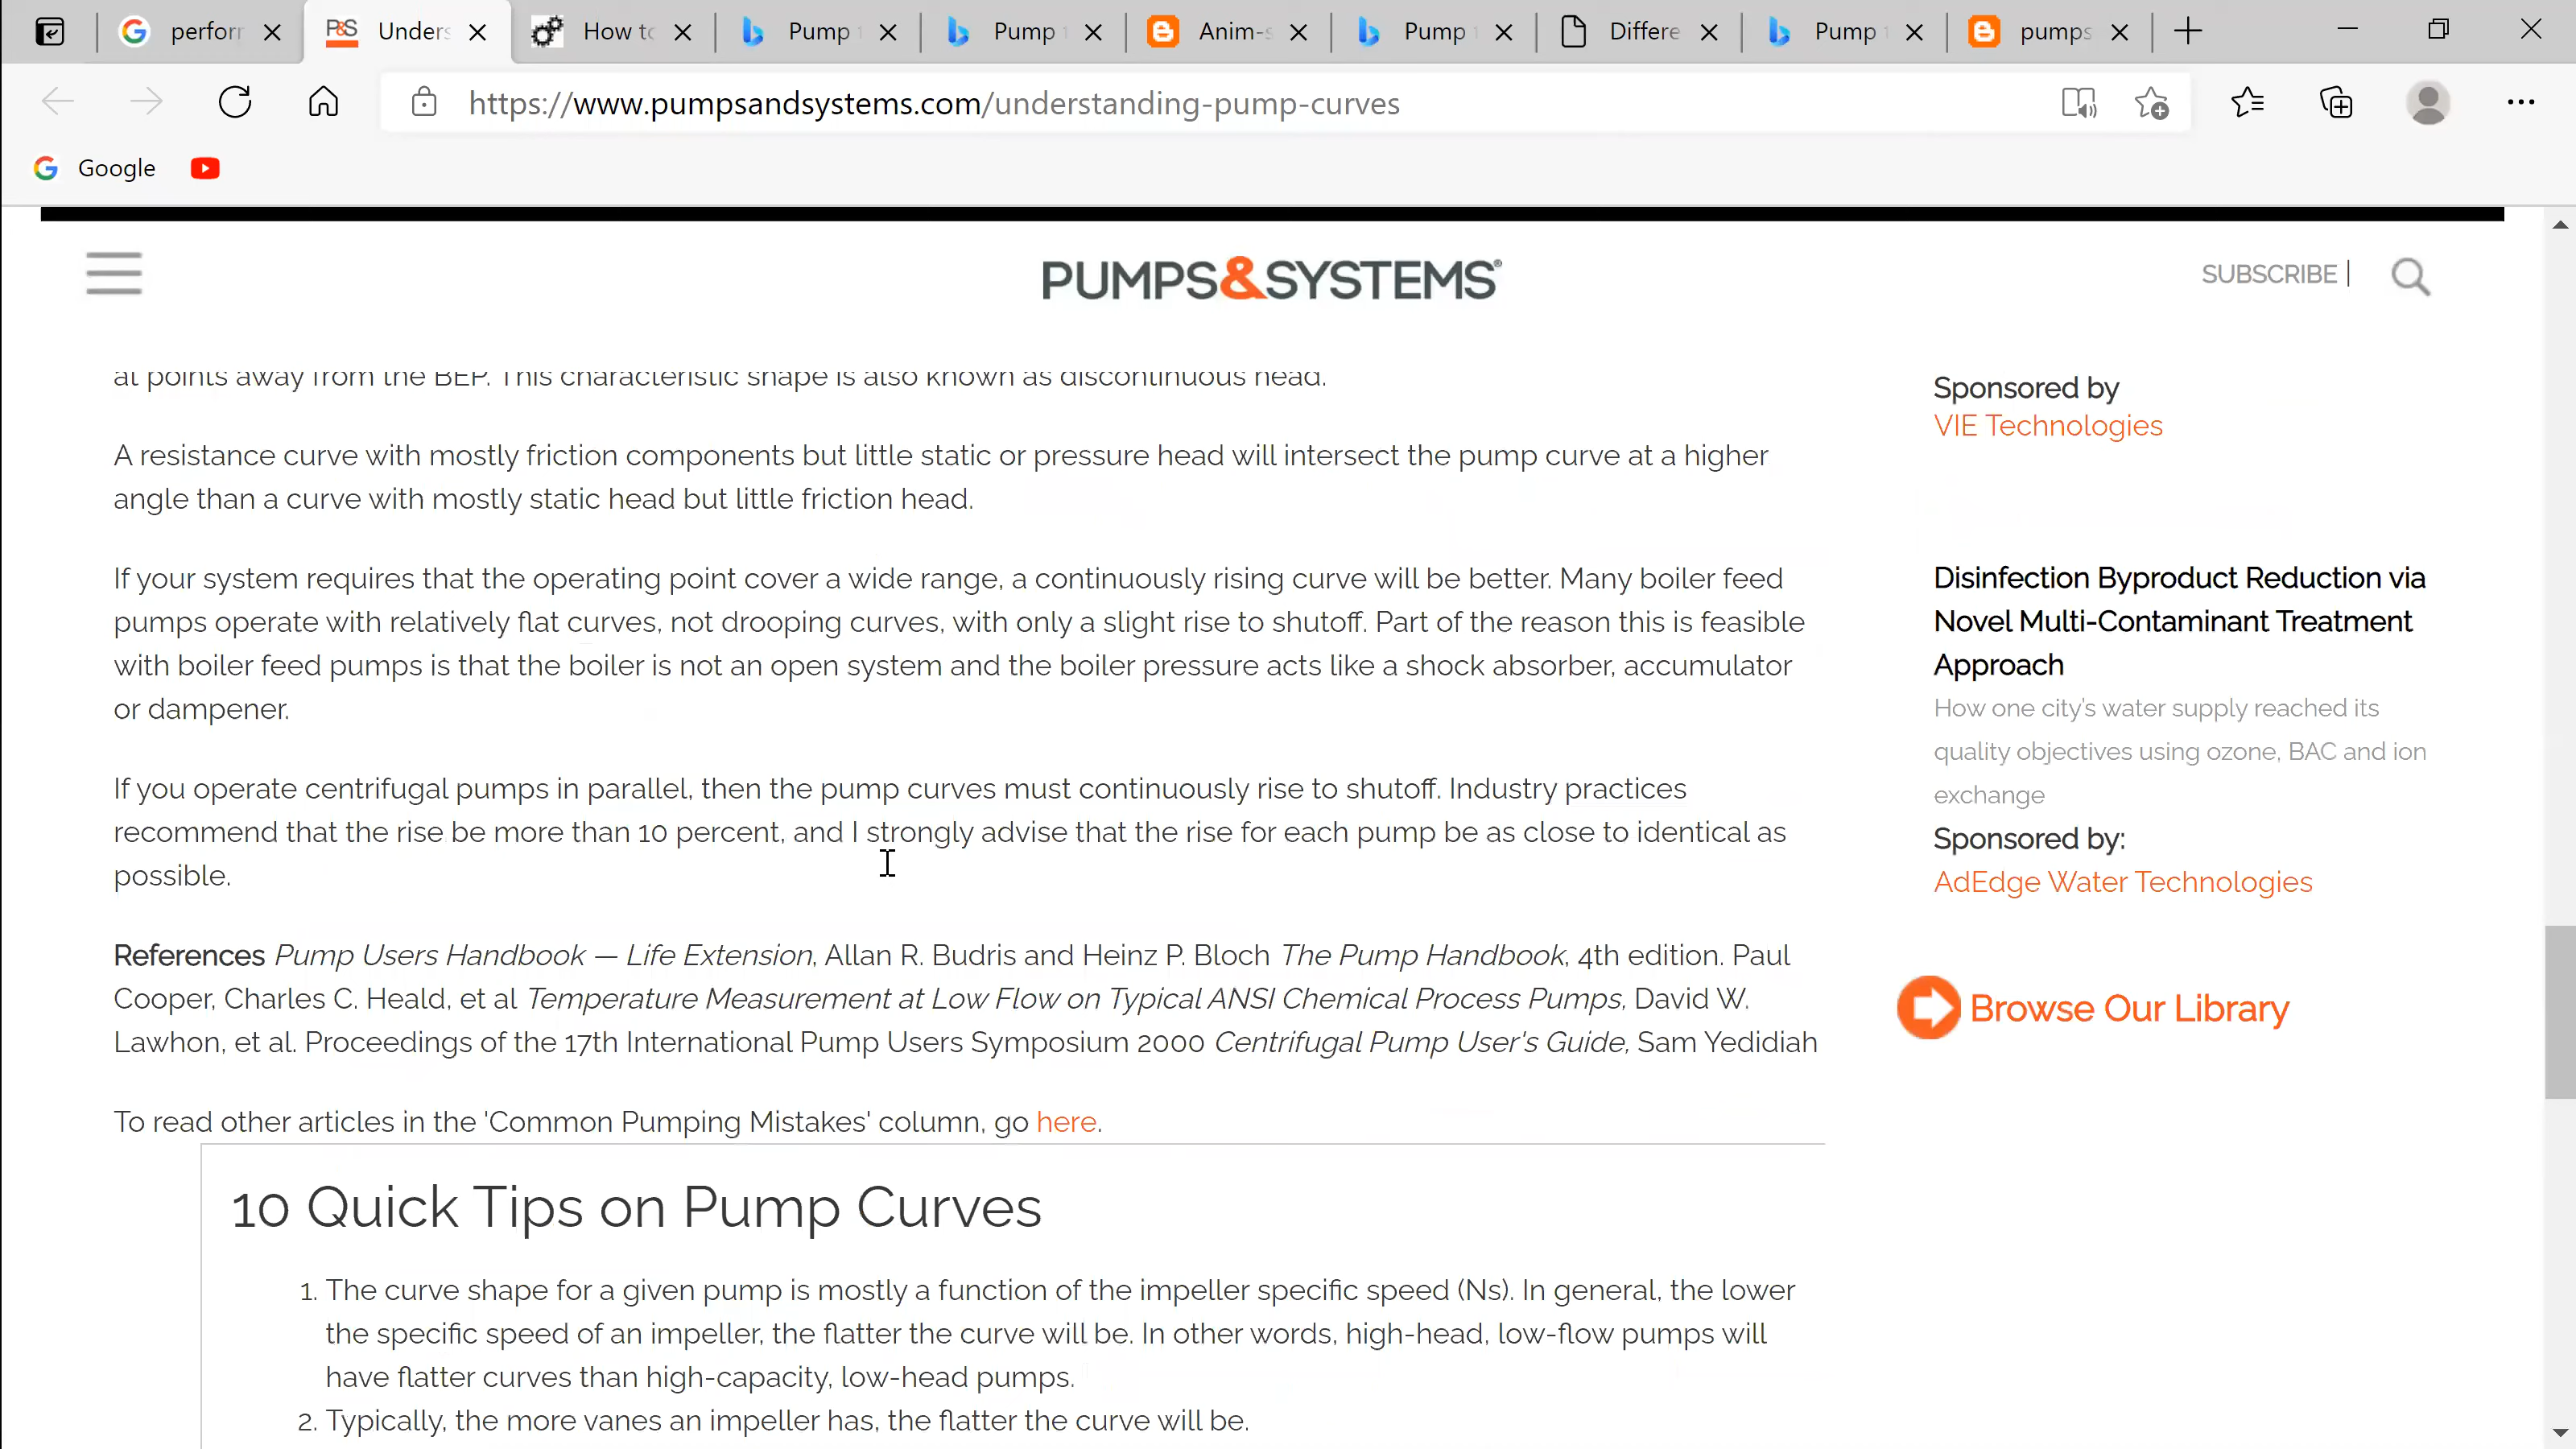 perforr
Unders
How to
Pump
Pump
Anim-s
Pump
Differe
Pump
pumps
https://www.pumpsandsystems.com/understanding-pump-curves
Google
PUMPS&SYSTEMS®
SUBSCRIBE |
at points away from the BEP. This characteristic shape is also known as discontinuous head.
A resistance curve with mostly friction components but little static or pressure head will intersect the pump curve at a higher
angle than a curve with mostly static head but little friction head.
If your system requires that the operating point cover a wide range, a continuously rising curve will be better. Many boiler feed
pumps operate with relatively flat curves, not drooping curves, with only a slight rise to shutoff. Part of the reason this is feasible
with boiler feed pumps is that the boiler is not an open system and the boiler pressure acts like a shock absorber, accumulator
or dampener.
If you operate centrifugal pumps in parallel, then the pump curves must continuously rise to shutoff. Industry practices
recommend that the rise be more than 10 percent, and I strongly advise that the rise for each pump be as close to identical as
possible.
References Pump Users Handbook — Life Extension, Allan R. Budris and Heinz P. Bloch The Pump Handbook, 4th edition. Paul
Cooper, Charles C. Heald, et al Temperature Measurement at Low Flow on Typical ANSI Chemical Process Pumps, David W.
Lawhon, et al. Proceedings of the 17th International Pump Users Symposium 2000 Centrifugal Pump User's Guide, Sam Yedidiah
To read other articles in the 'Common Pumping Mistakes' column, go here.
10 Quick Tips on Pump Curves
1. The curve shape for a given pump is mostly a function of the impeller specific speed (Ns). In general, the lower
the specific speed of an impeller, the flatter the curve will be. In other words, high-head, low-flow pumps will
have flatter curves than high-capacity, low-head pumps.
2. Typically, the more vanes an impeller has, the flatter the curve will be.
Sponsored by
VIE Technologies
Disinfection Byproduct Reduction via
Novel Multi-Contaminant Treatment
Approach
How one city's water supply reached its
quality objectives using ozone, BAC and ion
exchange
Sponsored by:
AdEdge Water Technologies
Browse Our Library